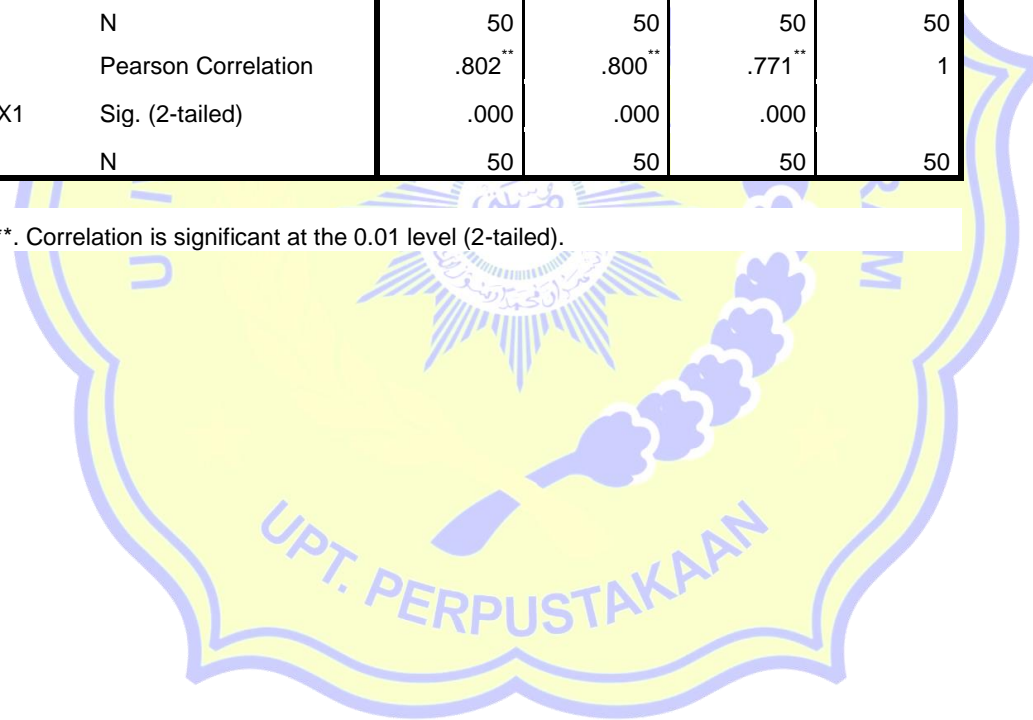 N 50 50 50 50
Pearson Correlation .802** .800** .771** 1
X1 Sig. (2-tailed) .000 .000 .000
N 50 50 50 50
**. Correlation is significant at the 0.01 level (2-tailed).
UPT. PERPUSTAKAAN